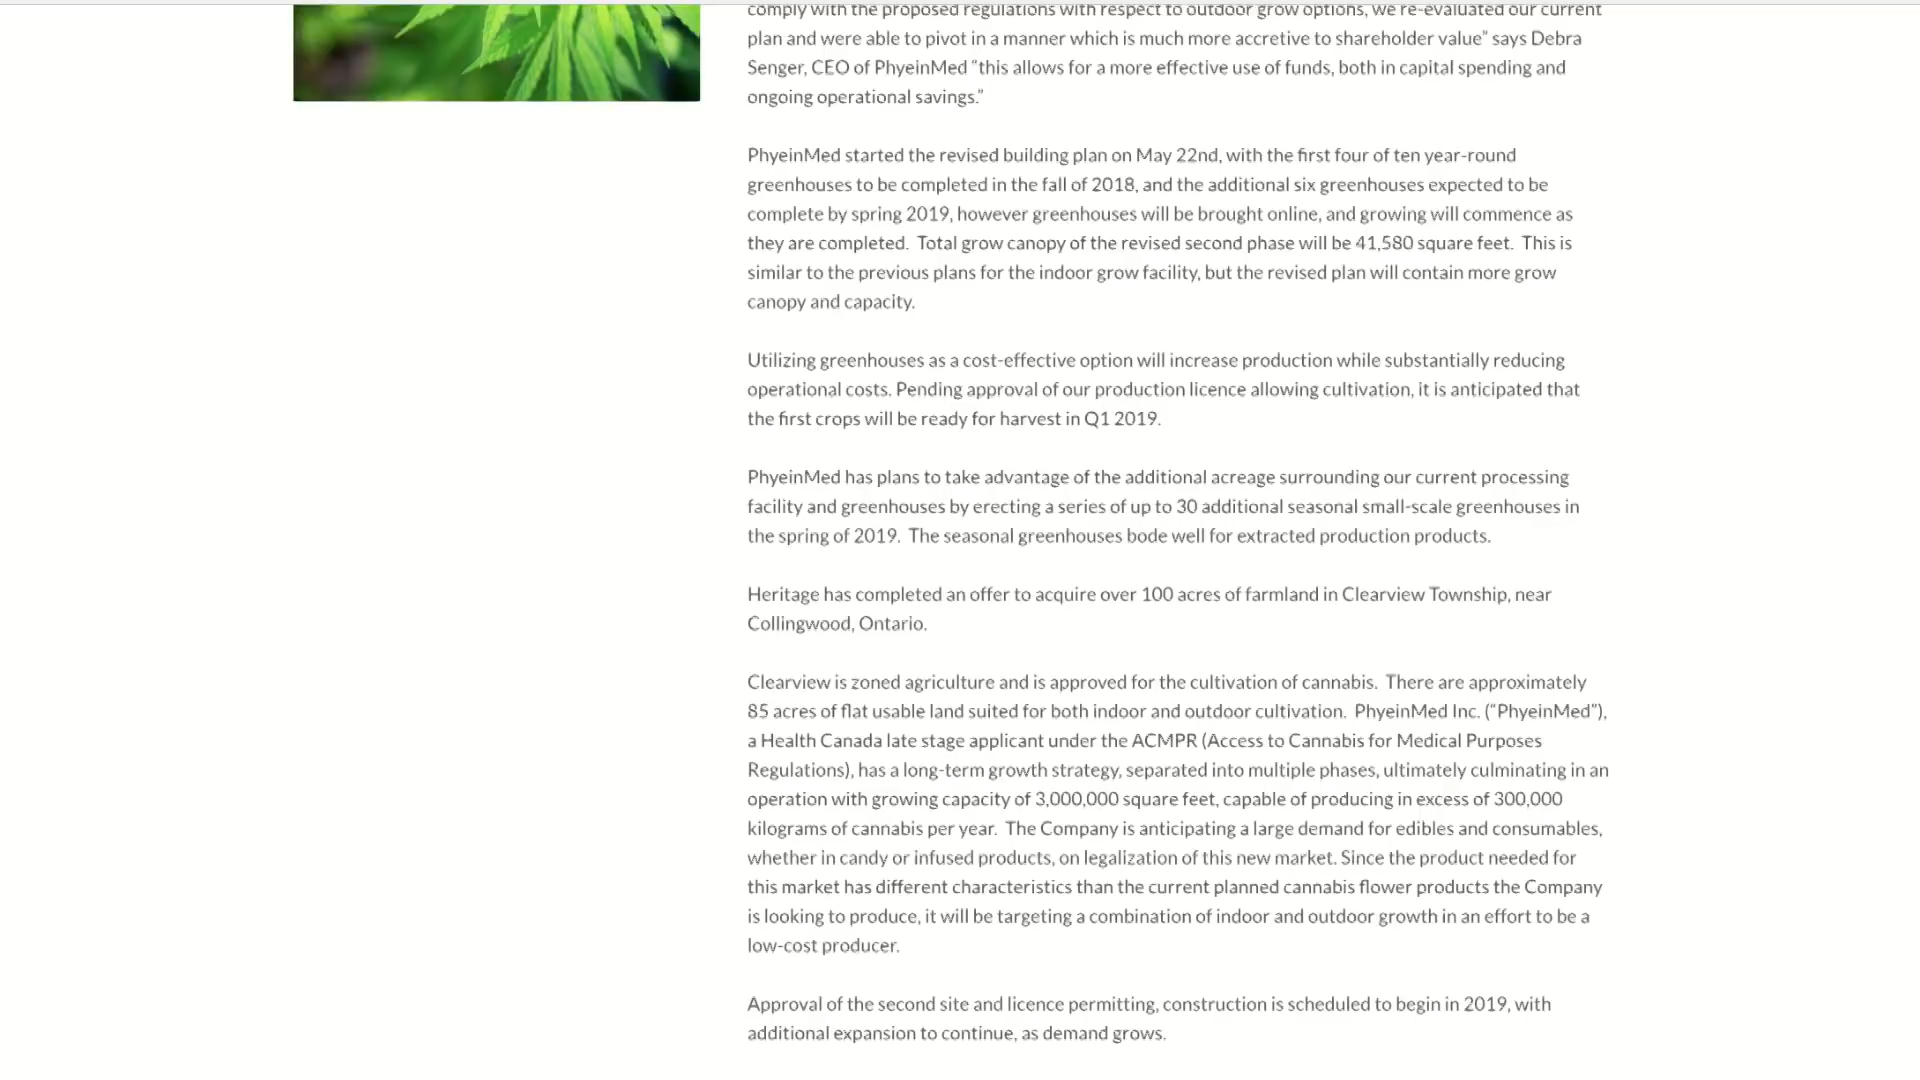 comply with the proposed regulations with respect to outdoor grow options, we re-evaluated our current
plan and were able to pivot in a manner which is much more accretive to shareholder value” says Debra
Senger, CEO of PhyeinMed “this allows for a more effective use of funds, both in capital spending and
ongoing operational savings.”
PhyeinMed started the revised building plan on May 22nd, with the first four of ten year-round
greenhouses to be completed in the fall of 2018, and the additional six greenhouses expected to be
complete by spring 2019, however greenhouses will be brought online, and growing will commence as
they are completed.  Total grow canopy of the revised second phase will be 41,580 square feet.  This is
similar to the previous plans for the indoor grow facility, but the revised plan will contain more grow
canopy and capacity.
Utilizing greenhouses as a cost-effective option will increase production while substantially reducing
operational costs. Pending approval of our production licence allowing cultivation, it is anticipated that
the first crops will be ready for harvest in Q1 2019.
PhyeinMed has plans to take advantage of the additional acreage surrounding our current processing
facility and greenhouses by erecting a series of up to 30 additional seasonal small-scale greenhouses in
the spring of 2019.  The seasonal greenhouses bode well for extracted production products.
Heritage has completed an offer to acquire over 100 acres of farmland in Clearview Township, near
Collingwood, Ontario.
Clearview is zoned agriculture and is approved for the cultivation of cannabis.  There are approximately
85 acres of flat usable land suited for both indoor and outdoor cultivation.  PhyeinMed Inc. (“PhyeinMed”),
a Health Canada late stage applicant under the ACMPR (Access to Cannabis for Medical Purposes
Regulations), has a long-term growth strategy, separated into multiple phases, ultimately culminating in an
operation with growing capacity of 3,000,000 square feet, capable of producing in excess of 300,000
kilograms of cannabis per year.  The Company is anticipating a large demand for edibles and consumables,
whether in candy or infused products, on legalization of this new market. Since the product needed for
this market has different characteristics than the current planned cannabis flower products the Company
is looking to produce, it will be targeting a combination of indoor and outdoor growth in an effort to be a
low-cost producer.
Approval of the second site and licence permitting, construction is scheduled to begin in 2019, with
additional expansion to continue, as demand grows.